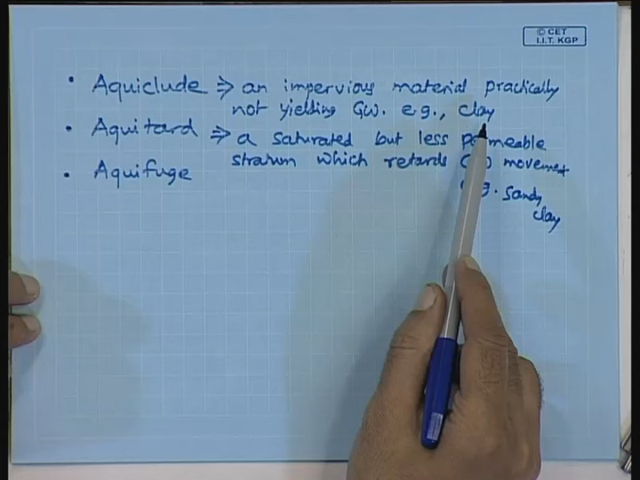 © CET
I.I.T. KGP
• Aquiclude ⇒ an impervious material practically
not yielding GW. e.g., clay
• Aquitard ⇒ a saturated but less permeable
stratum which retards GW movement
e.g. sandy
clay
• Aquifuge